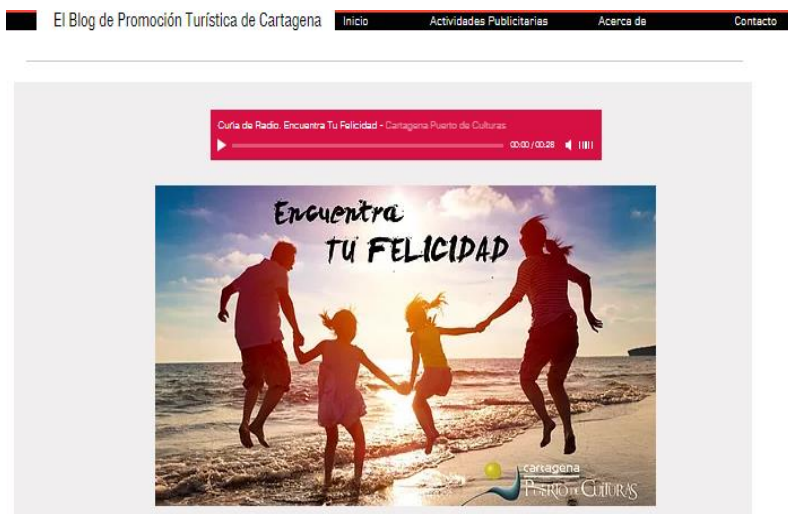 El Blog de Promoción Turística de Cartagena Inicio Actividades Publicitarias Acerca de Contacto
Cuña de Radio. Encuentra Tu Felicidad - Cartagena Puerto de Culturas
00:00 / 00:28
Encuentra
TU FELICIDAD
cartagena
PUERTO DE CULTURAS